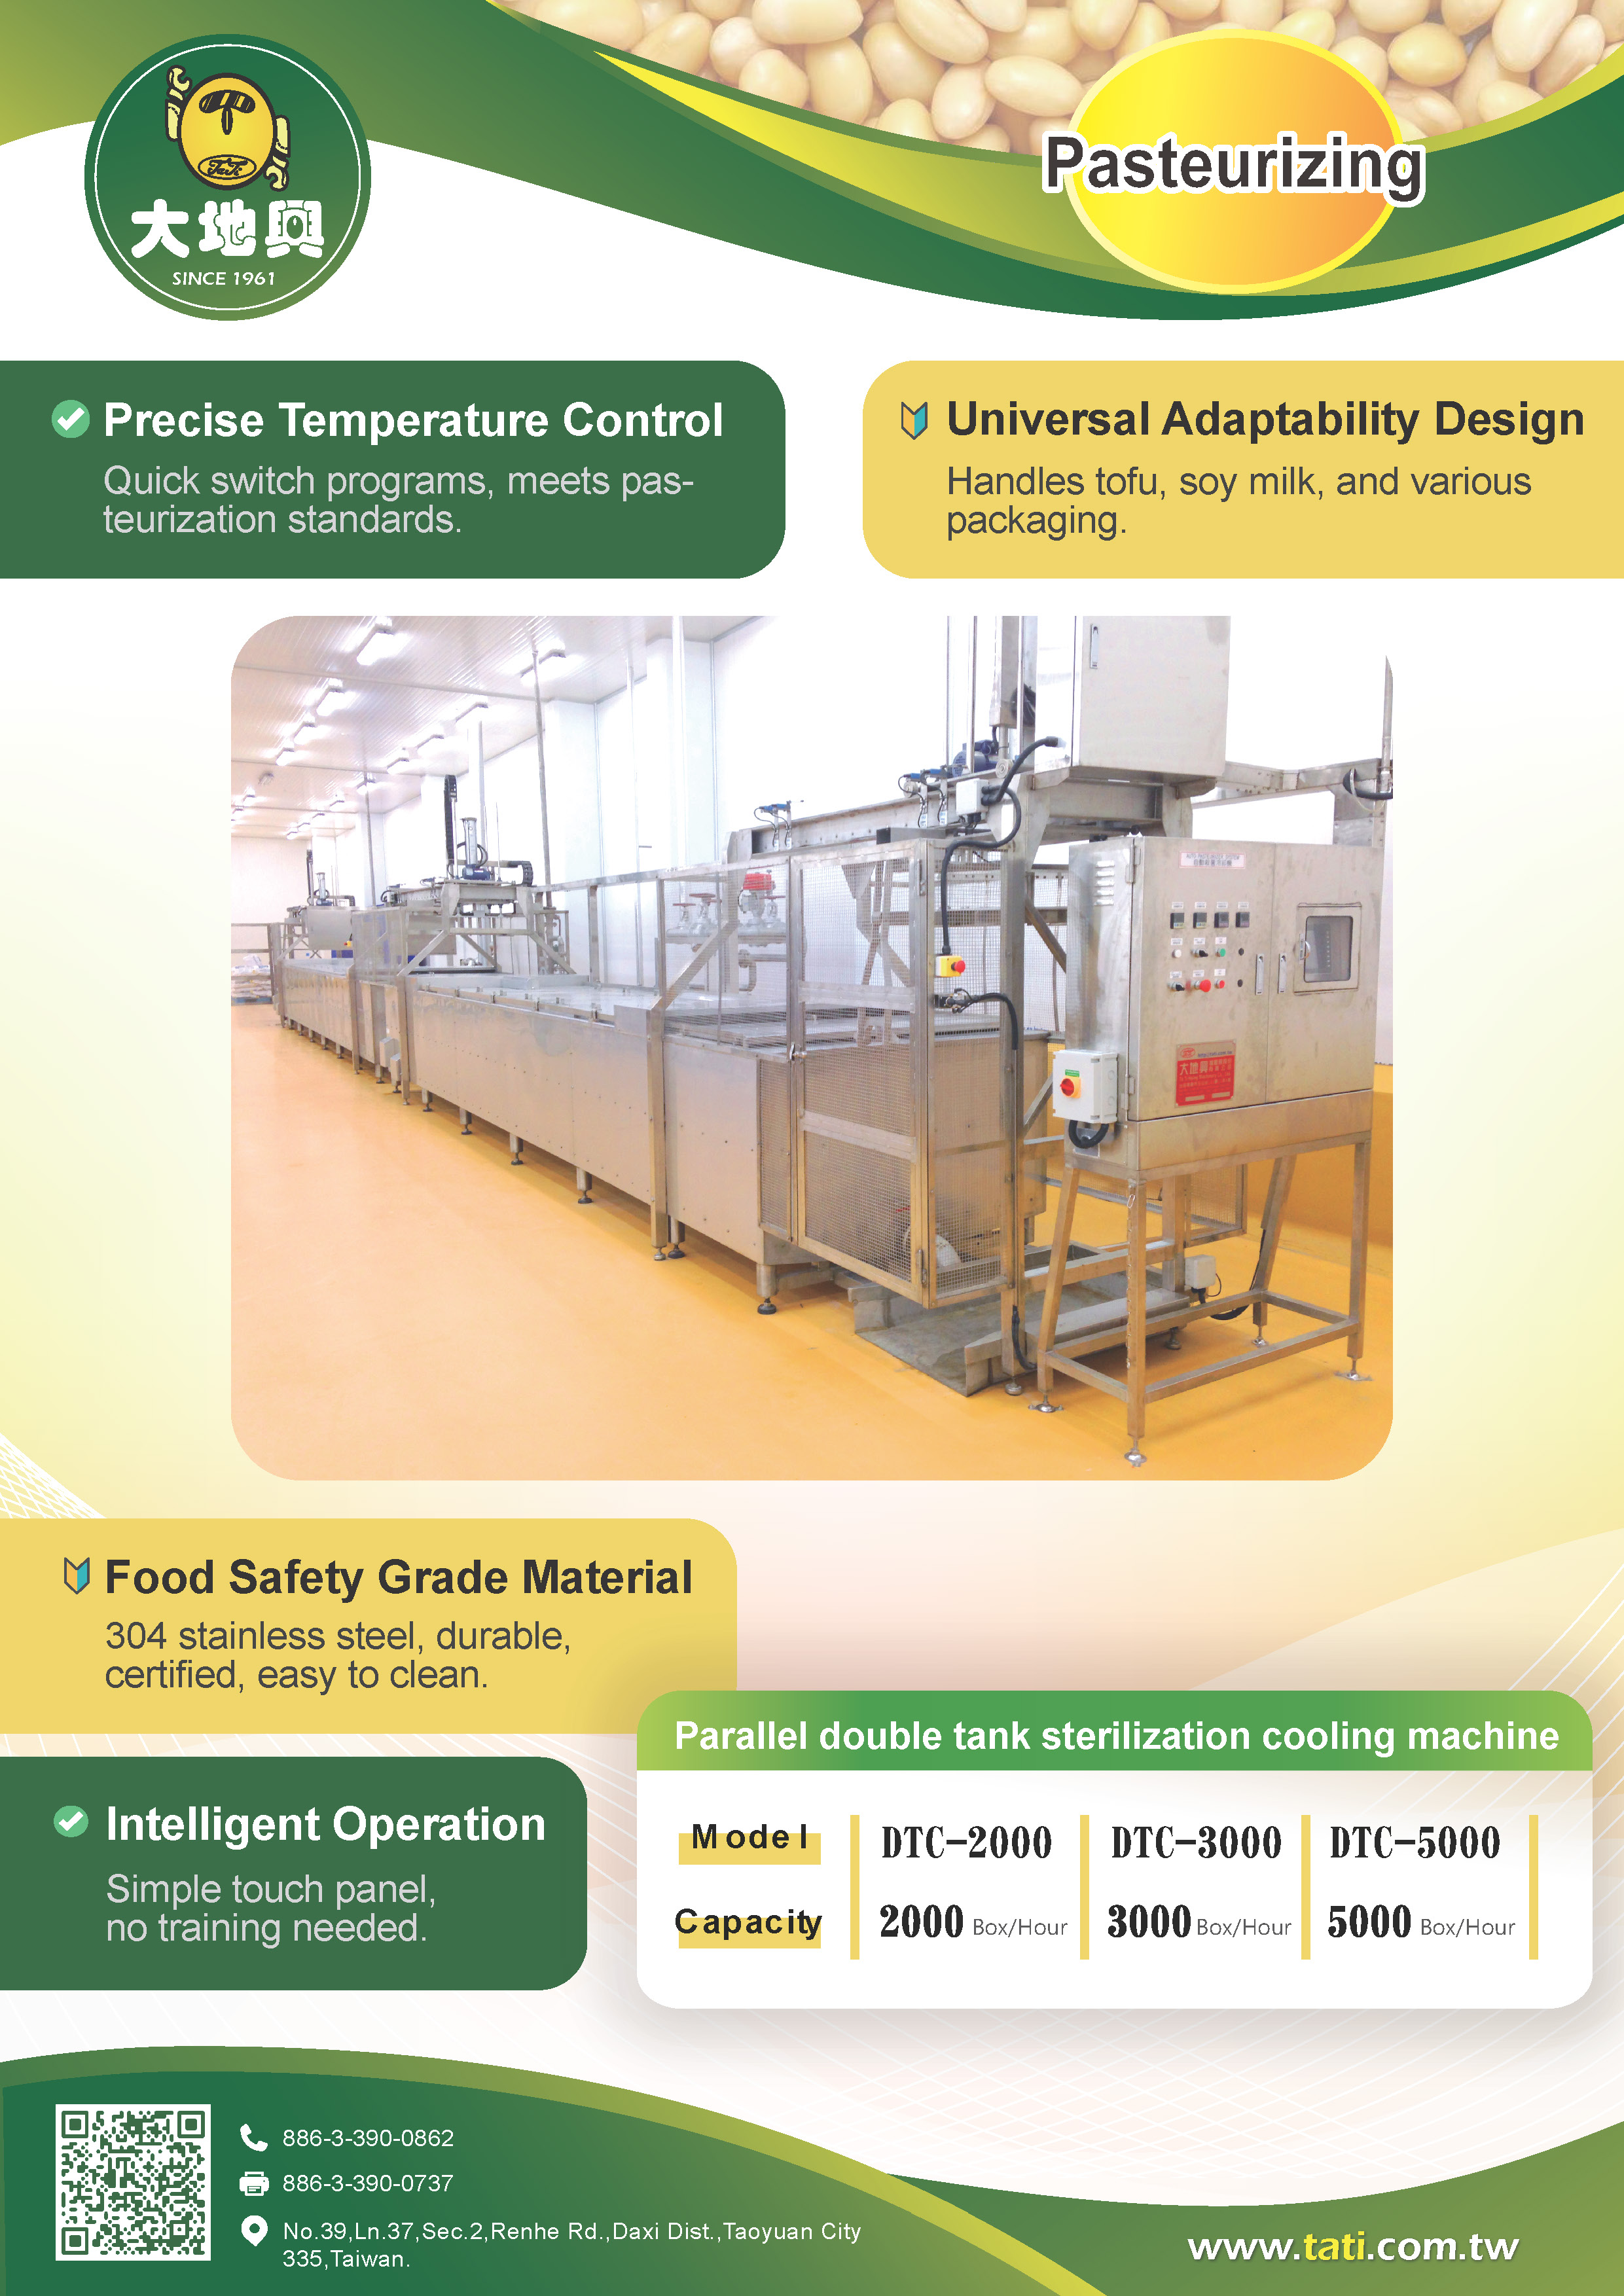 TaTi
大地興
SINCE 1961
Pasteurizing
Precise Temperature Control
Quick switch programs, meets pas-
teurization standards.
Universal Adaptability Design
Handles tofu, soy milk, and various
packaging.
大地興
Food Safety Grade Material
304 stainless steel, durable,
certified, easy to clean.
Intelligent Operation
Simple touch panel,
no training needed.
Parallel double tank sterilization cooling machine
Model DTC-2000 DTC-3000 DTC-5000
Capacity 2000 Box/Hour 3000 Box/Hour 5000 Box/Hour
886-3-390-0862
886-3-390-0737
No.39,Ln.37,Sec.2,Renhe Rd.,Daxi Dist.,Taoyuan City
335,Taiwan.
www.tati.com.tw